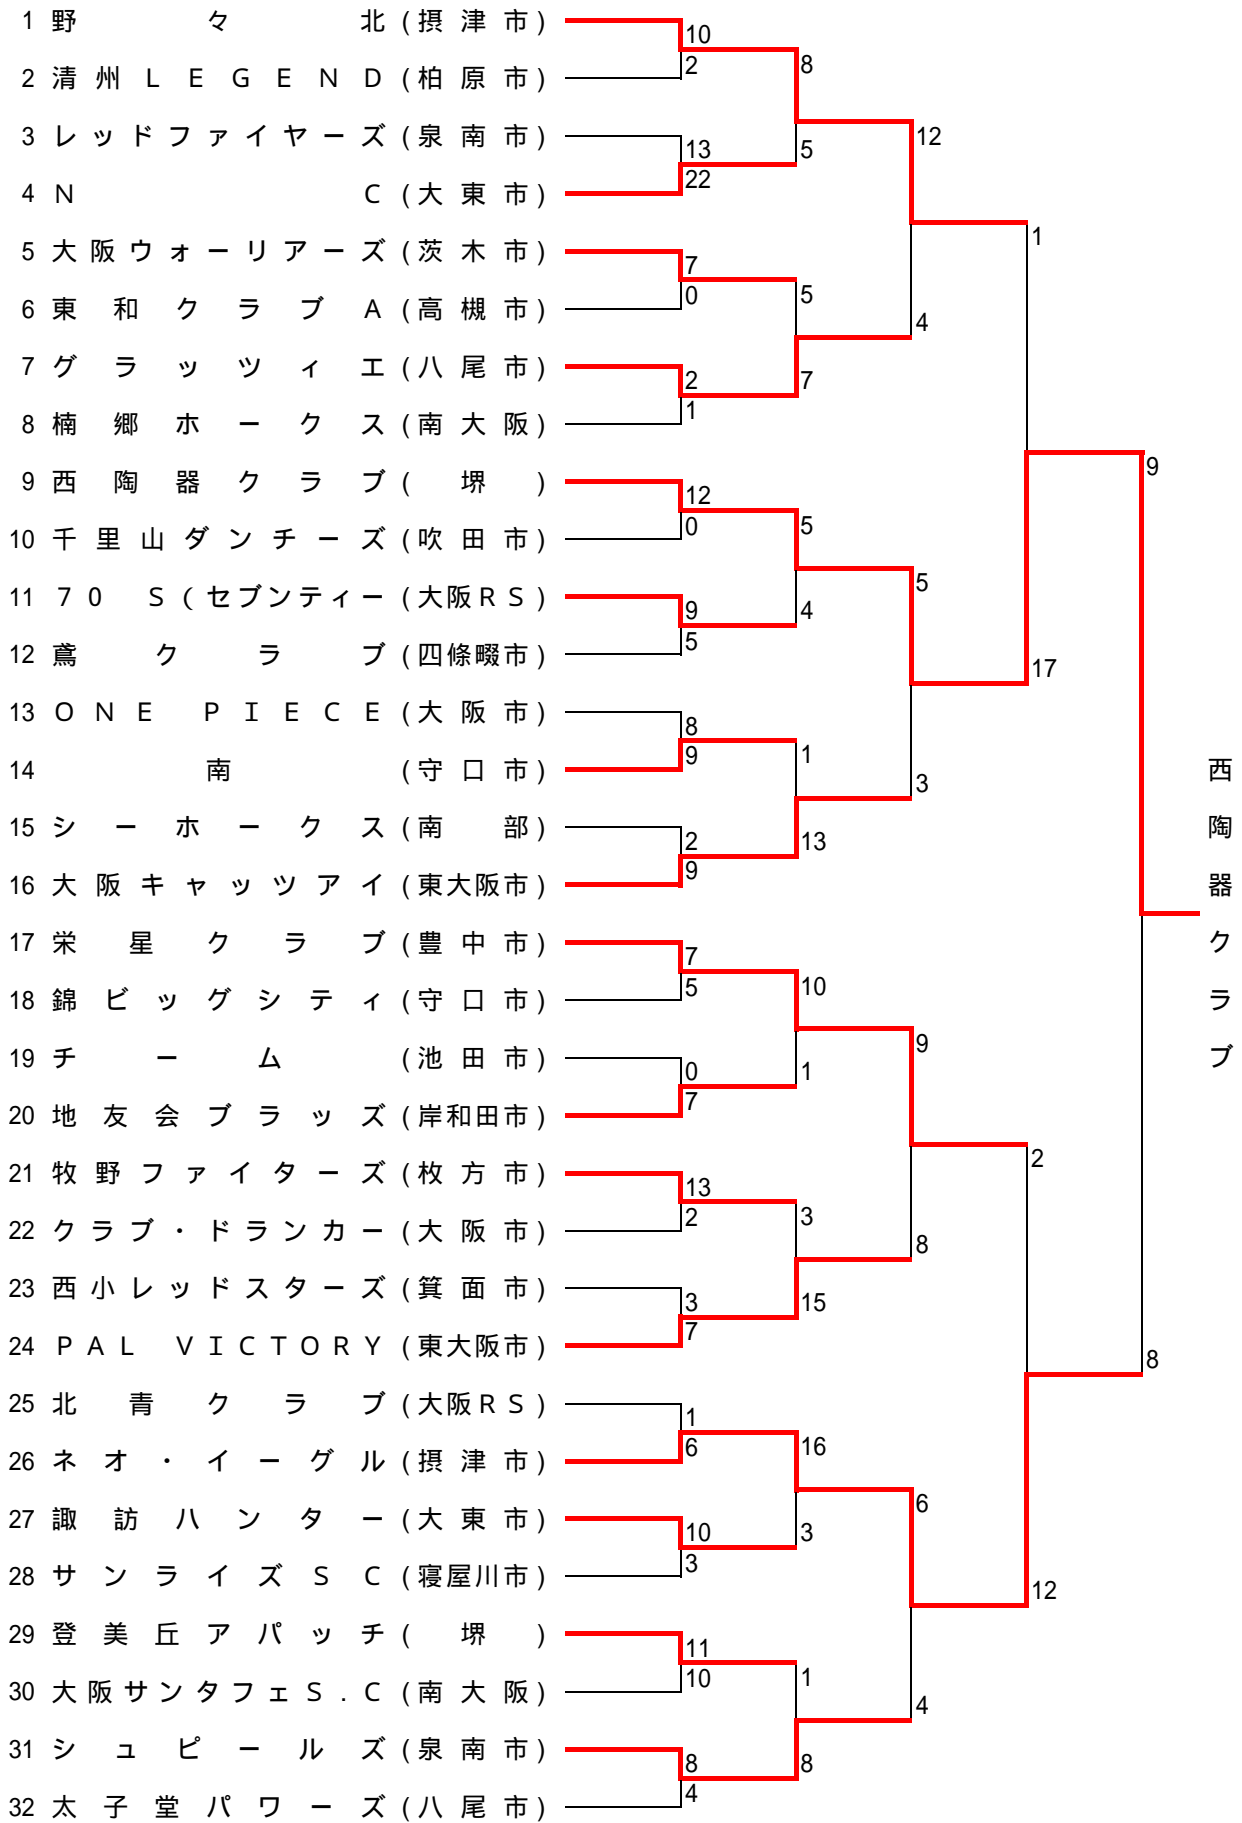 1 野々北 (摂津市)
10
2 清州ＬＥＧＥＮＤ (柏原市)
2
8
3 レッドファイヤーズ (泉南市)
13
5
12
4 Ｎ Ｃ (大東市)
22
5 大阪ウォーリアーズ (茨木市)
7
1
6 東和クラブＡ (高槻市)
0
5
4
7 グラッツィエ (八尾市)
2
7
8 楠郷ホークス (南大阪)
1
9 西陶器クラブ (堺)
12
9
10 千里山ダンチーズ (吹田市)
0
5
11 ７０ Ｓ（セブンティー (大阪ＲＳ)
9
4
5
12 鳶クラブ (四條畷市)
5
17
13 ＯＮＥ ＰＩＥＣＥ (大阪市)
8
14 南 (守口市)
9
1
3
15 シーホークス (南部)
2
13
16 大阪キャッツアイ (東大阪市)
9
西陶器クラブ
17 栄星クラブ (豊中市)
7
18 錦ビッグシティ (守口市)
5
10
19 チーム (池田市)
0
1
9
20 地友会ブラッズ (岸和田市)
7
21 牧野ファイターズ (枚方市)
13
2
22 クラブ・ドランカー (大阪市)
2
3
8
23 西小レッドスターズ (箕面市)
3
15
24 ＰＡＬ ＶＩＣＴＯＲＹ (東大阪市)
7
8
25 北青クラブ (大阪ＲＳ)
1
26 ネオ・イーグル (摂津市)
6
16
27 諏訪ハンター (大東市)
10
3
6
28 サンライズＳＣ (寝屋川市)
3
12
29 登美丘アパッチ (堺)
11
30 大阪サンタフェＳ．Ｃ (南大阪)
10
1
4
31 シュピールズ (泉南市)
8
8
32 太子堂パワーズ (八尾市)
4